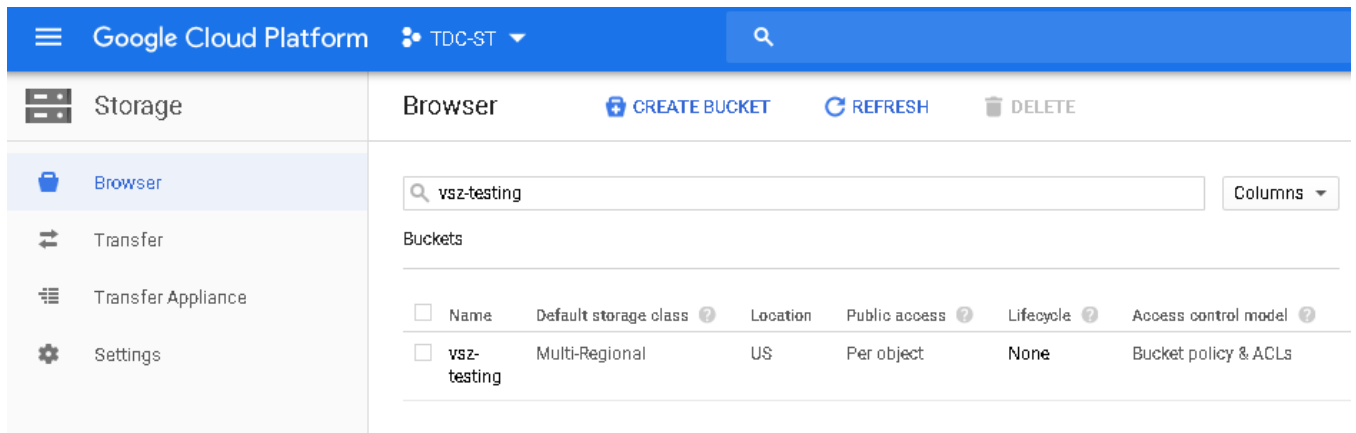 Google Cloud Platform TDC-ST
Storage
Browser CREATE BUCKET REFRESH DELETE
Browser
Transfer
Transfer Appliance
Settings
vsz-testing Columns
Buckets
Name Default storage class Location Public access Lifecycle Access control model
vsz- Multi-Regional US Per object None Bucket policy & ACLs
testing